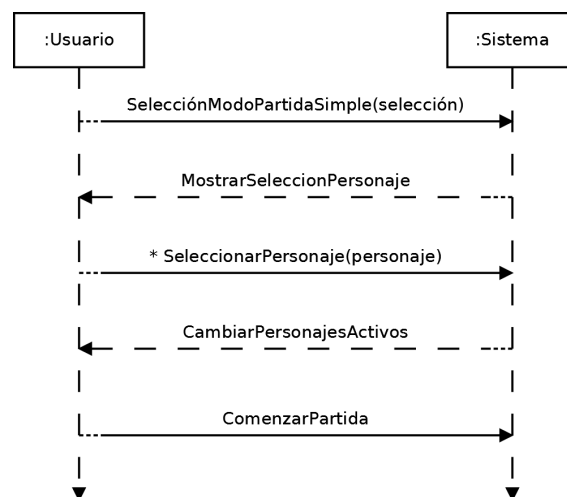 :Usuario
:Sistema
SelecciónModoPartidaSimple(selección)
MostrarSeleccionPersonaje
* SeleccionarPersonaje(personaje)
CambiarPersonajesActivos
ComenzarPartida